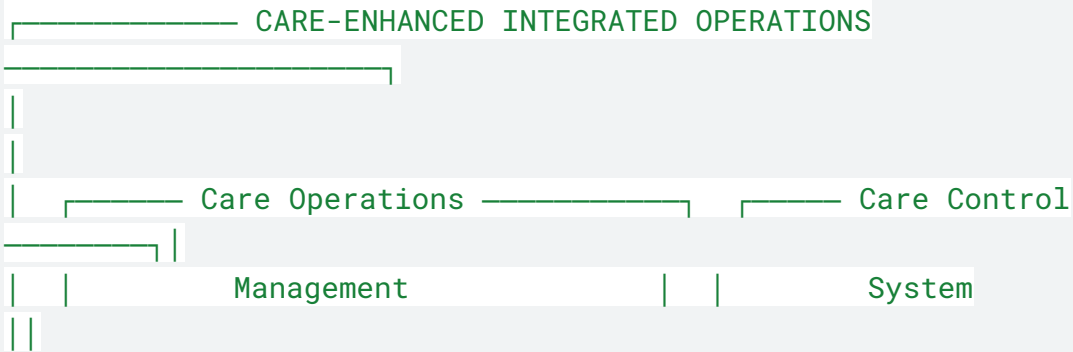 ┌──────────── CARE-ENHANCED INTEGRATED OPERATIONS
─────────────────────┐
│
│
│  ┌────── Care Operations ───────────┐  ┌───── Care Control
────────┐│
│  │         Management              │  │        System
││